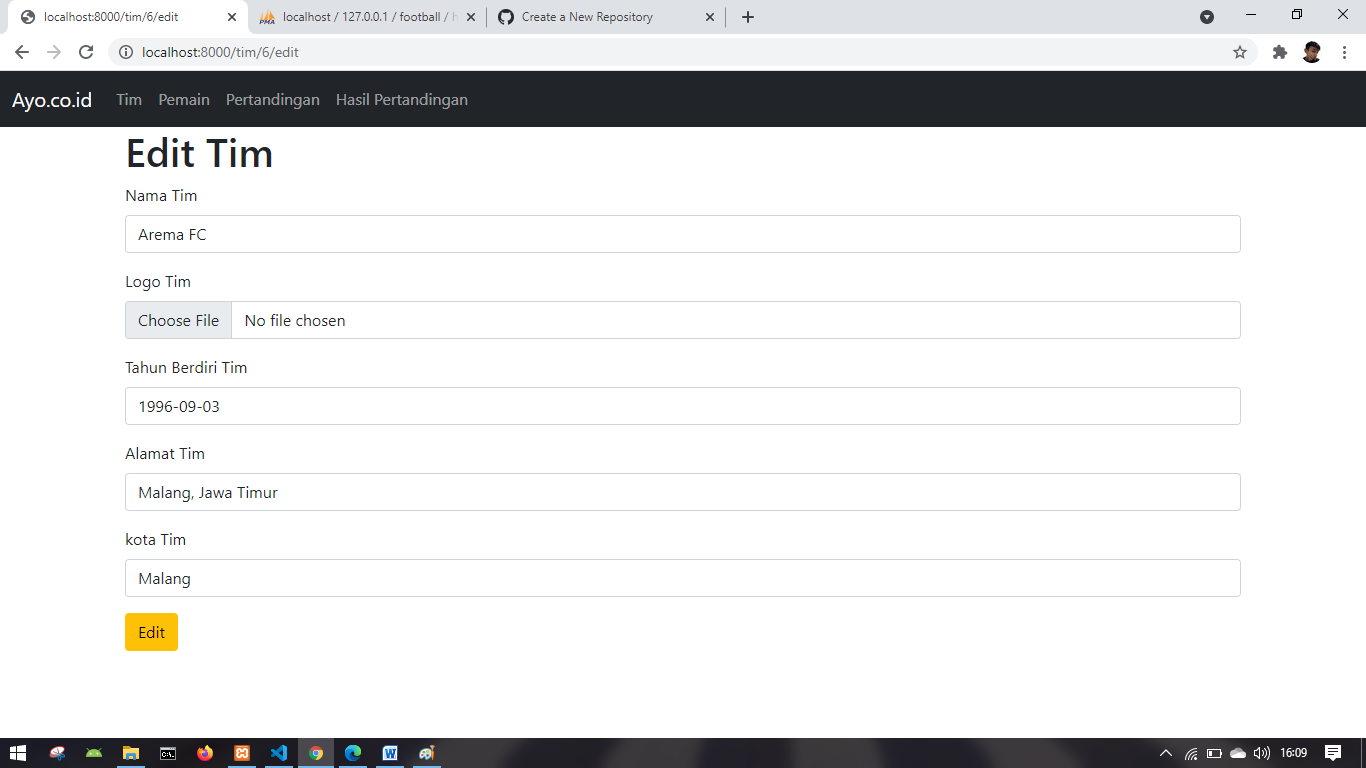 localhost:8000/tim/6/edit
localhost / 127.0.0.1 / football / h
Create a New Repository
localhost:8000/tim/6/edit
Ayo.co.id Tim Pemain Pertandingan Hasil Pertandingan
Edit Tim
Nama Tim
Arema FC
Logo Tim
Choose File No file chosen
Tahun Berdiri Tim
1996-09-03
Alamat Tim
Malang, Jawa Timur
kota Tim
Malang
Edit
16:09